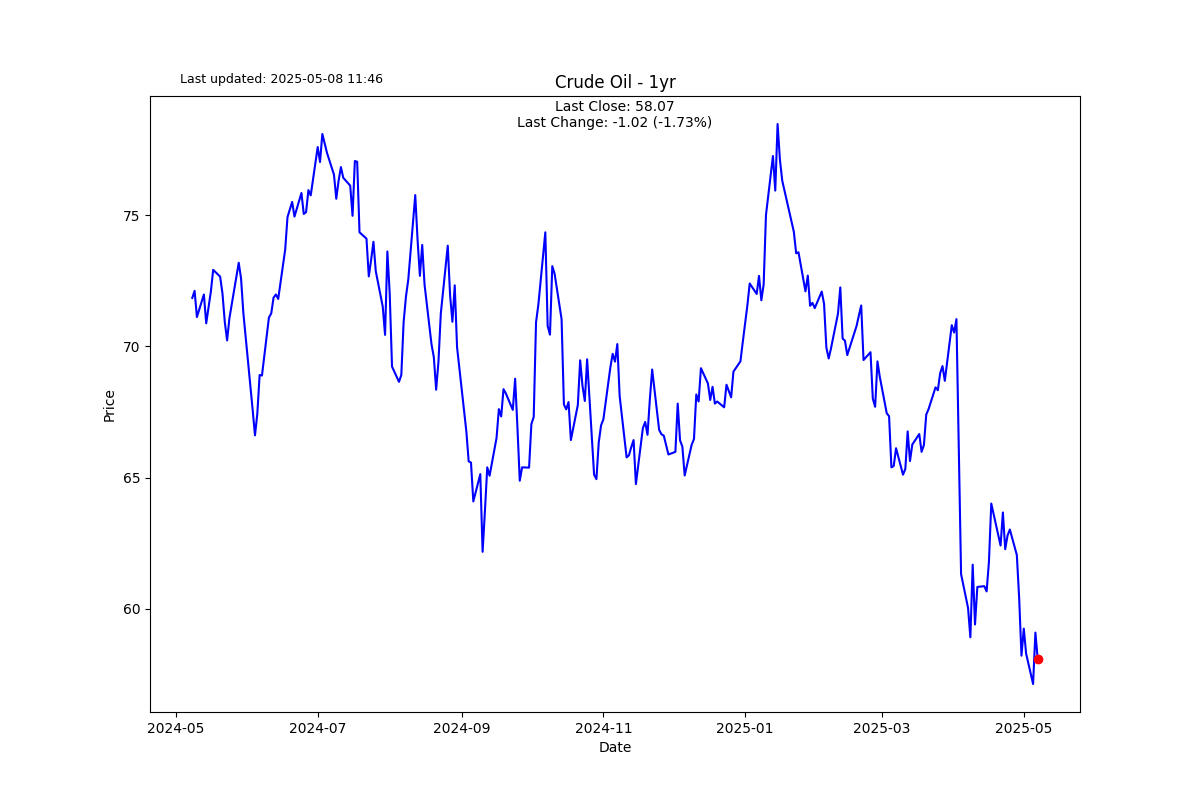 Last updated: 2025-05-08 11:46
Crude Oil - 1yr
Last Close: 58.07
Last Change: -1.02 (-1.73%)
Price
75
70
65
60
2024-05
2024-07
2024-09
2024-11
2025-01
2025-03
2025-05
Date